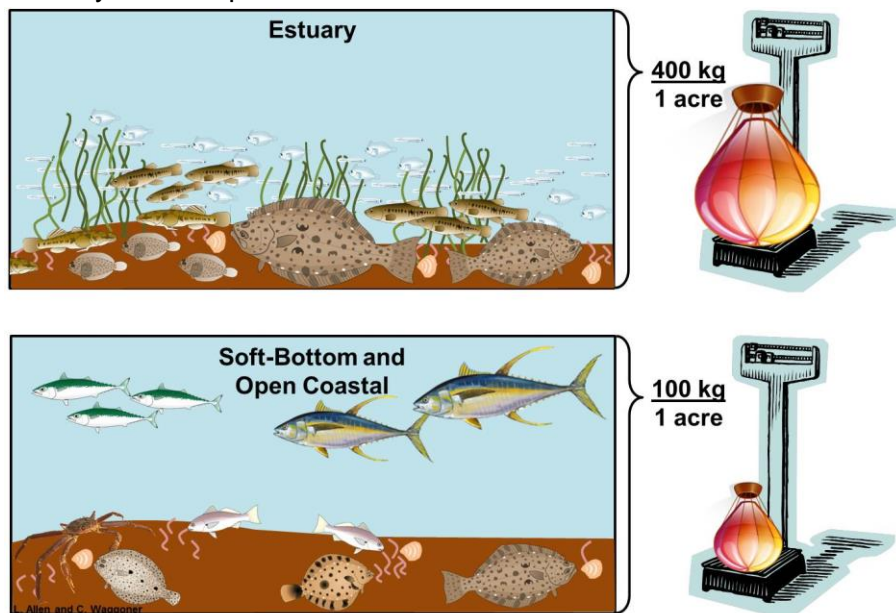 Estuary
400 kg
1 acre
Soft-Bottom and
Open Coastal
100 kg
1 acre
L. Allen and C. Waggoner